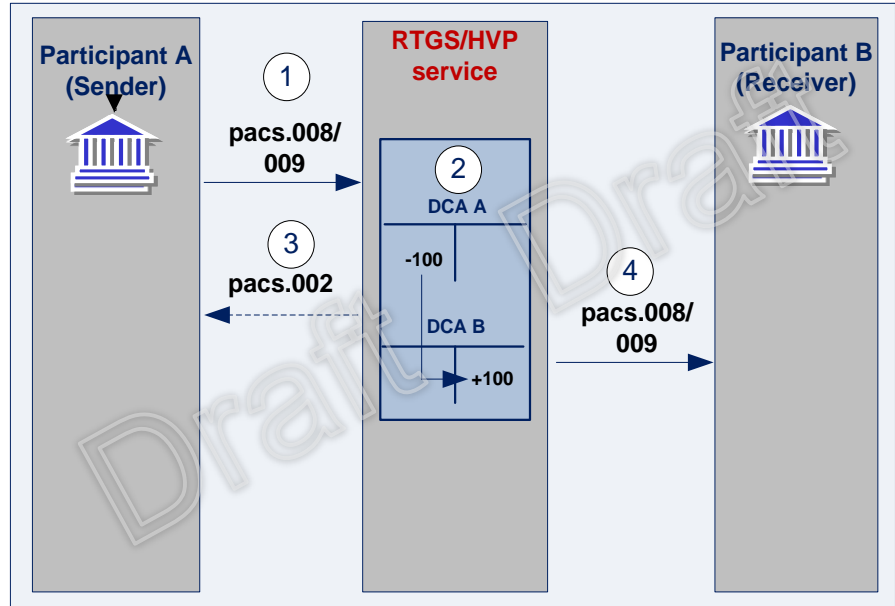 Participant A
(Sender)
RTGS/HVP
service
Participant B
(Receiver)
1
pacs.008/
009
2
DCA A
-100
3
pacs.002
DCA B
+100
4
pacs.008/
009
Draft
Draft